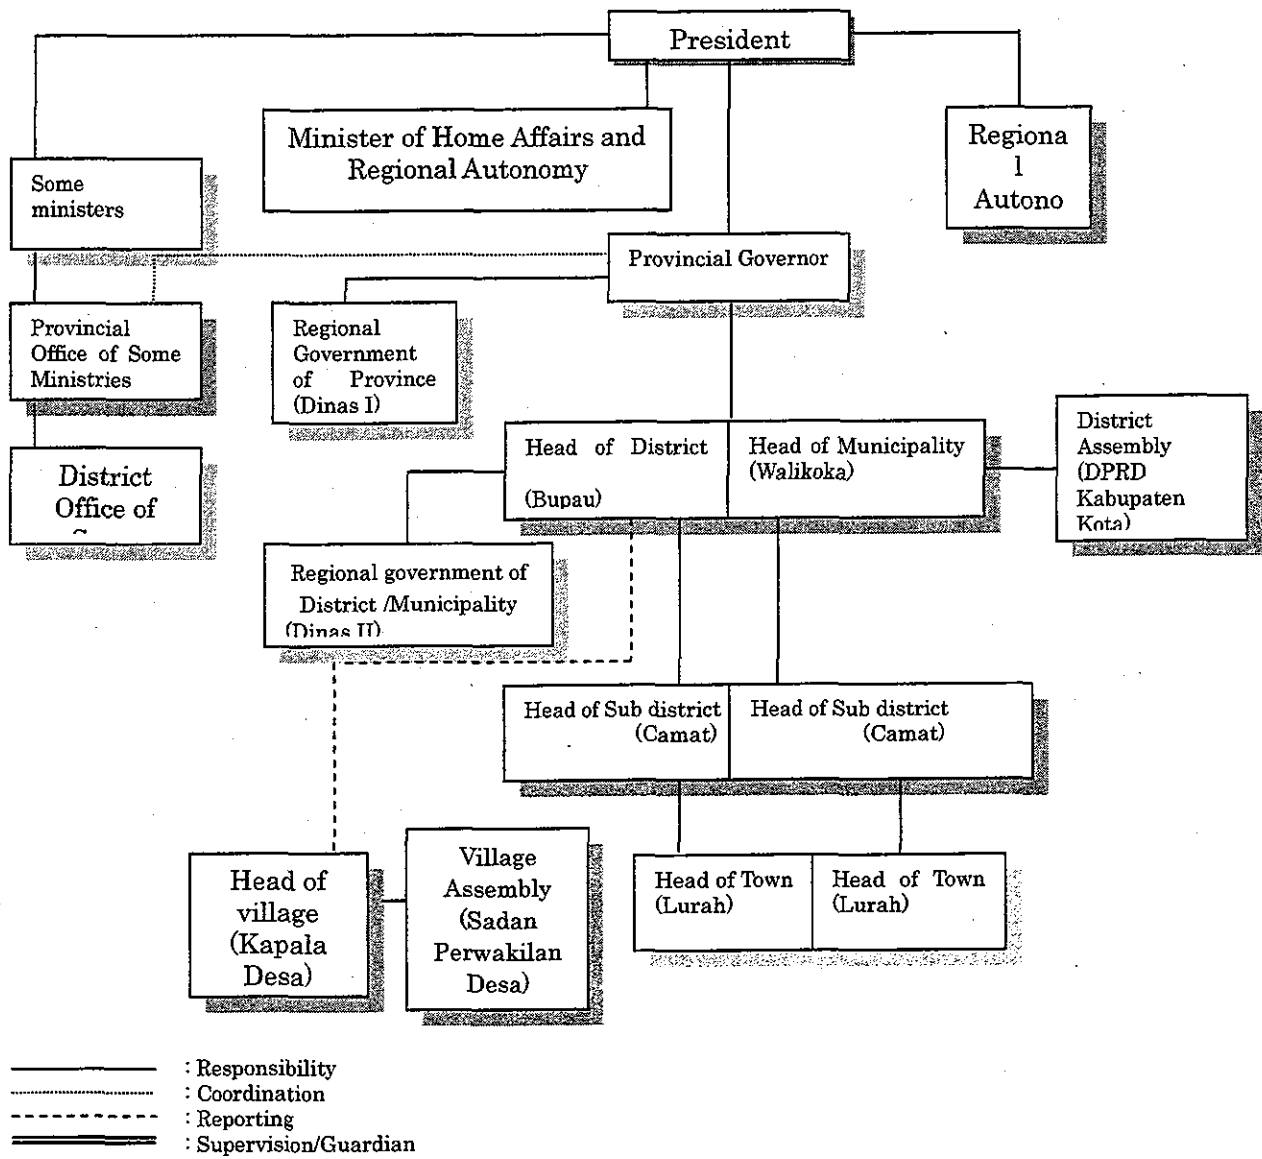 President
Minister of Home Affairs and
Regional Autonomy
Regiona
l
Autono
Some
ministers
Provincial Governor
Provincial
Office of Some
Ministries
Regional
Government
of Province
(Dinas I)
District
Office of
Head of District
(Bupau)
Head of Municipality
(Walikoka)
District
Assembly
(DPRD
Kabupaten
Kota)
Regional government of
District /Municipality
(Dinas II)
Head of Sub district
(Camat)
Head of Sub district
(Camat)
Head of
village
(Kapala
Desa)
Village
Assembly
(Sadan
Perwakilan
Desa)
Head of Town
(Lurah)
Head of Town
(Lurah)
: Responsibility
: Coordination
: Reporting
: Supervision/Guardian